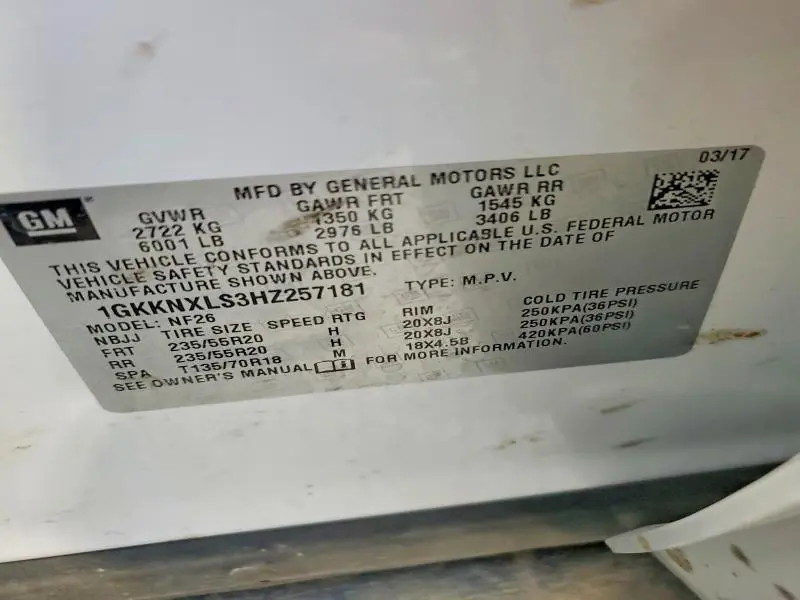 03/17
GM
MFD BY GENERAL MOTORS LLC
GVWR GAWR FRT GAWR RR
2722 KG 1350 KG 1545 KG
6001 LB 2976 LB 3406 LB
THIS VEHICLE CONFORMS TO ALL APPLICABLE U.S. FEDERAL MOTOR
VEHICLE SAFETY STANDARDS IN EFFECT ON THE DATE OF
MANUFACTURE SHOWN ABOVE.
1GKKNXLS3HZ257181 TYPE: M.P.V.
MODEL: NF26
NBJJ TIRE SIZE SPEED RTG RIM COLD TIRE PRESSURE
FRT 235/55R20 H 20X8J 250KPA(36PSI)
RR 235/55R20 H 20X8J 250KPA(36PSI)
SPA T135/70R18 M 18X4.5B 420KPA(60PSI)
SEE OWNER'S MANUAL FOR MORE INFORMATION.